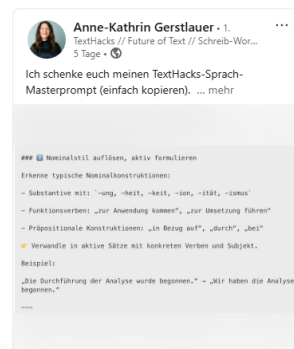 Anne-Kathrin Gerstlauer • 1.
TextHacks // Future of Text // Schreib-Wor...
5 Tage •
Ich schenke euch meinen TextHacks-Sprach-
Masterprompt (einfach kopieren). ... mehr
### 2️⃣ Nominalstil auflösen, aktiv formulieren
Erkenne typische Nominalkonstruktionen:
- Substantive mit: `-ung, -heit, -keit, -ion, -ität, -ismus`
- Funktionsverben: „zur Anwendung kommen“, „zur Umsetzung führen“
- Präpositionale Konstruktionen: „in Bezug auf“, „durch“, „bei“
👉 Verwandle in aktive Sätze mit konkreten Verben und Subjekt.
Beispiel:
„Die Durchführung der Analyse wurde begonnen.“ → „Wir haben die Analyse
begonnen.“